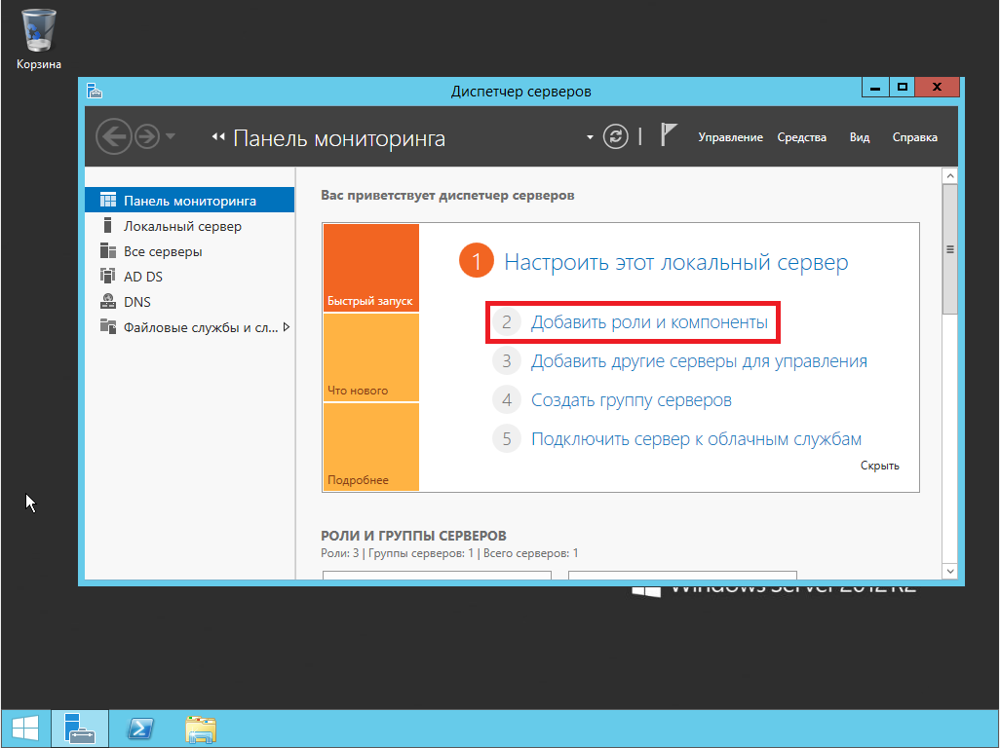 Корзина
Диспетчер серверов
Панель мониторинга
Управление Средства Вид Справка
Панель мониторинга
Локальный сервер
Все серверы
AD DS
DNS
Файловые службы и сл...
Вас приветствует диспетчер серверов
Быстрый запуск
Что нового
Подробнее
1 Настроить этот локальный сервер
2 Добавить роли и компоненты
3 Добавить другие серверы для управления
4 Создать группу серверов
5 Подключить сервер к облачным службам
Скрыть
РОЛИ И ГРУППЫ СЕРВЕРОВ
Роли: 3 | Группы серверов: 1 | Всего серверов: 1
Windows Server 2012 R2